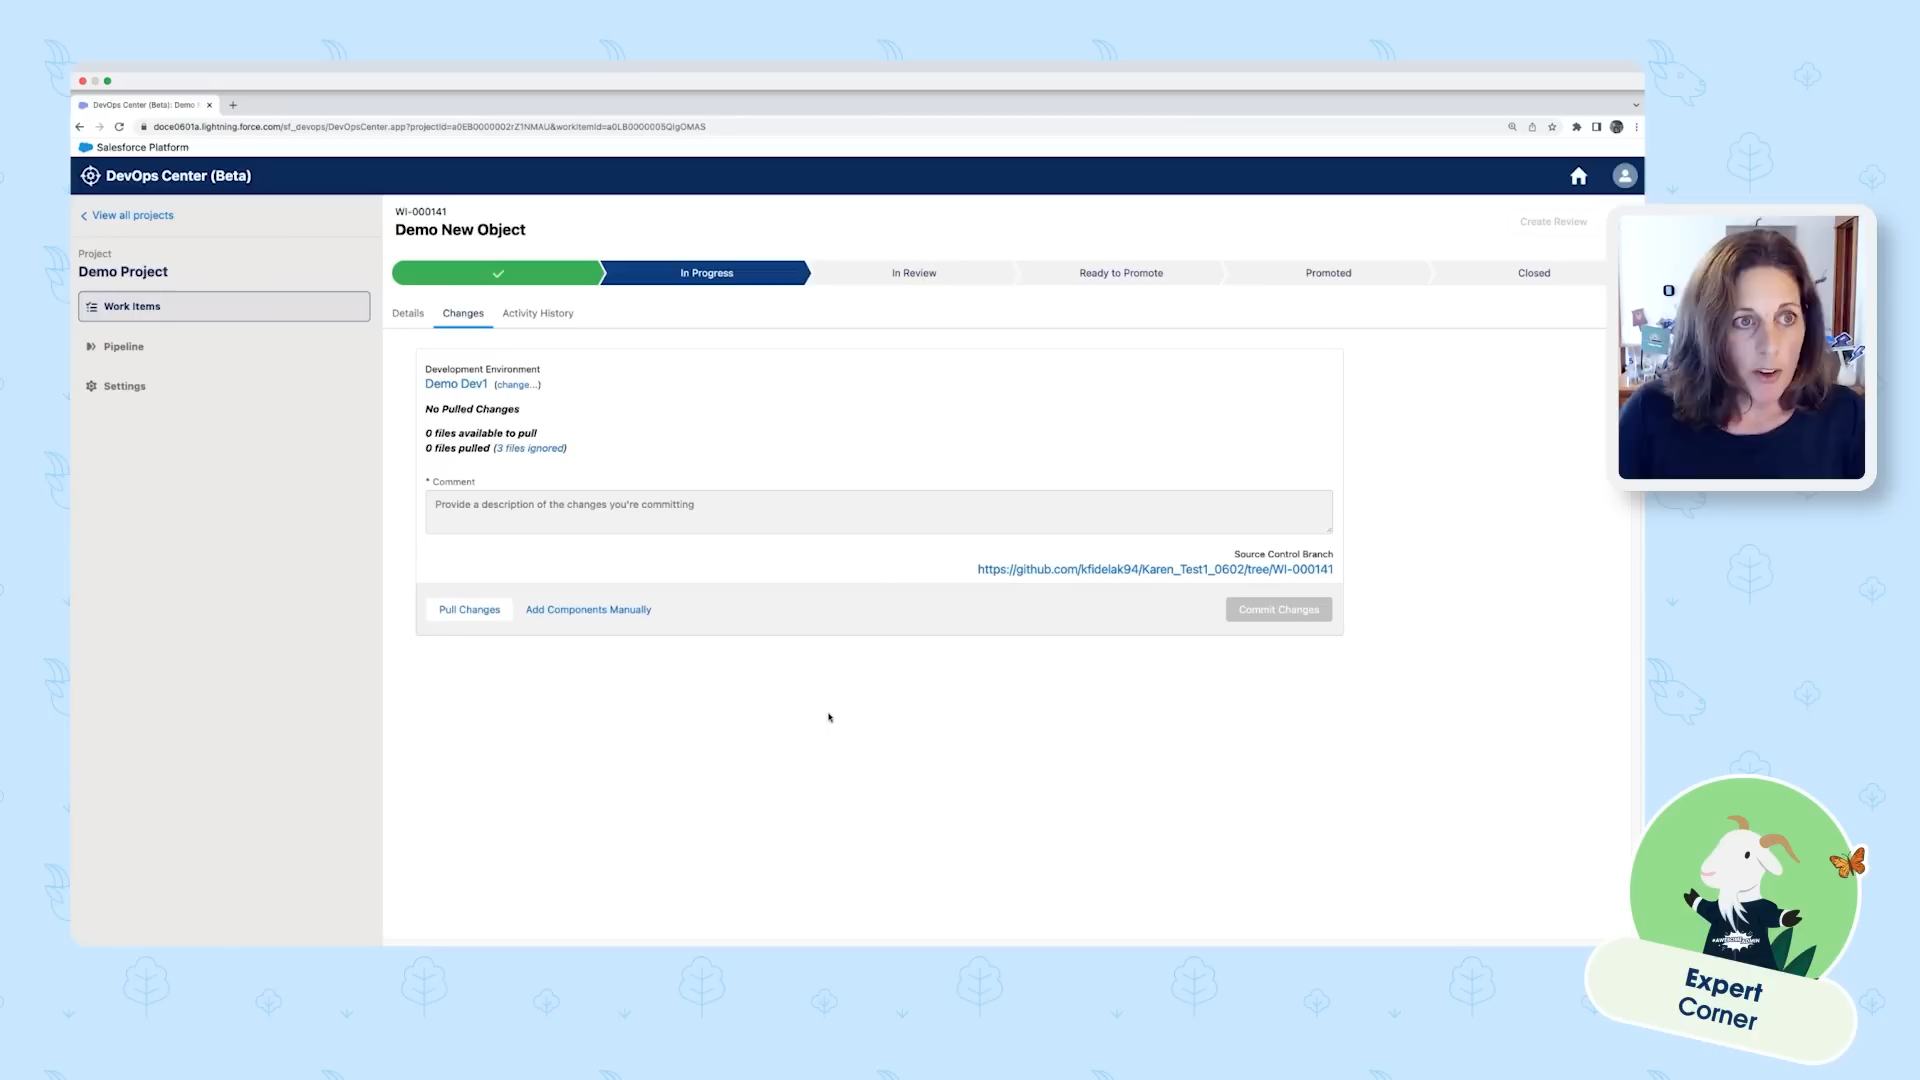 DevOps Center (Beta): Demo
doce0601a.lightning.force.com/sf_devops/DevOpsCenter.app?projectId=a0EB0000002rZ1NMAU&workitemId=a0LB0000005QlgOMAS
Salesforce Platform
DevOps Center (Beta)
View all projects
Project
Demo Project
Work Items
Pipeline
Settings
WI-000141
Demo New Object
Create Review
In Progress
In Review
Ready to Promote
Promoted
Closed
Details
Changes
Activity History
Development Environment
Demo Dev1 (change...)
No Pulled Changes
0 files available to pull
0 files pulled (3 files ignored)
* Comment
Provide a description of the changes you're committing
Source Control Branch
https://github.com/kfidelak94/Karen_Test1_0602/tree/WI-000141
Pull Changes
Add Components Manually
Commit Changes
#AWESOMEADMIN
Expert
Corner